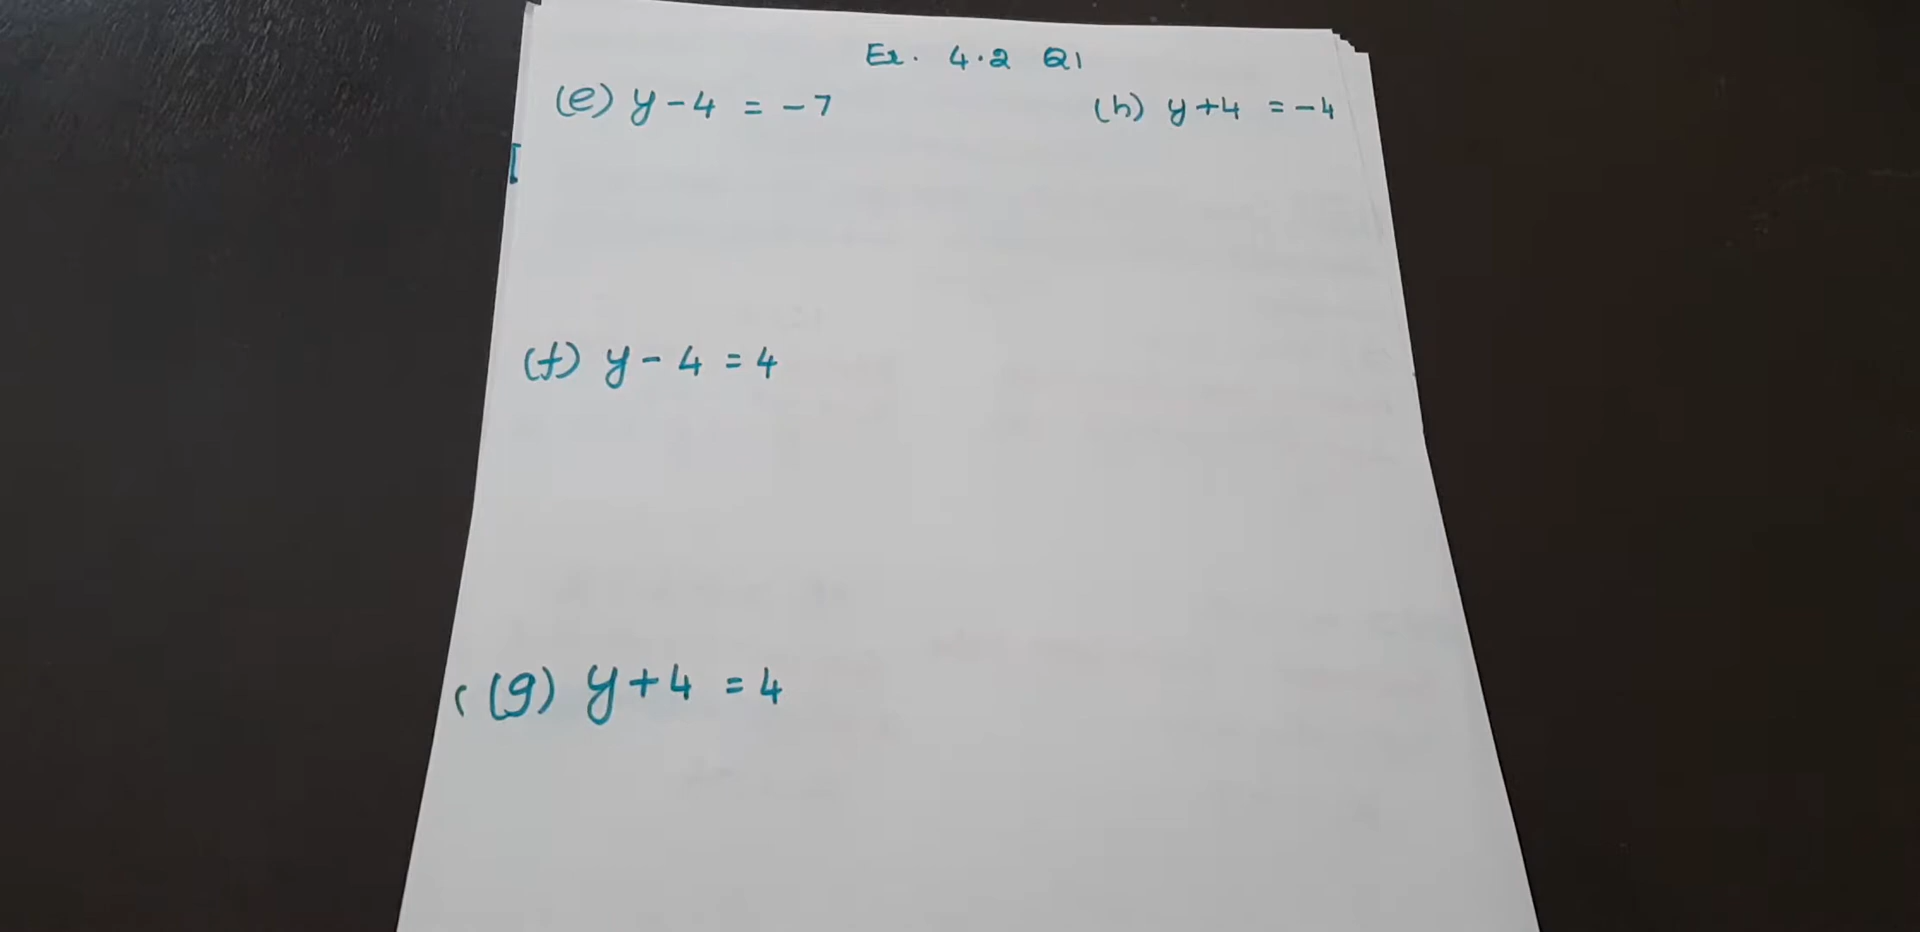 Ex. 4.2 Q1
(e) y - 4 = -7
(h) y + 4 = -4
(f) y - 4 = 4
(g) y + 4 = 4